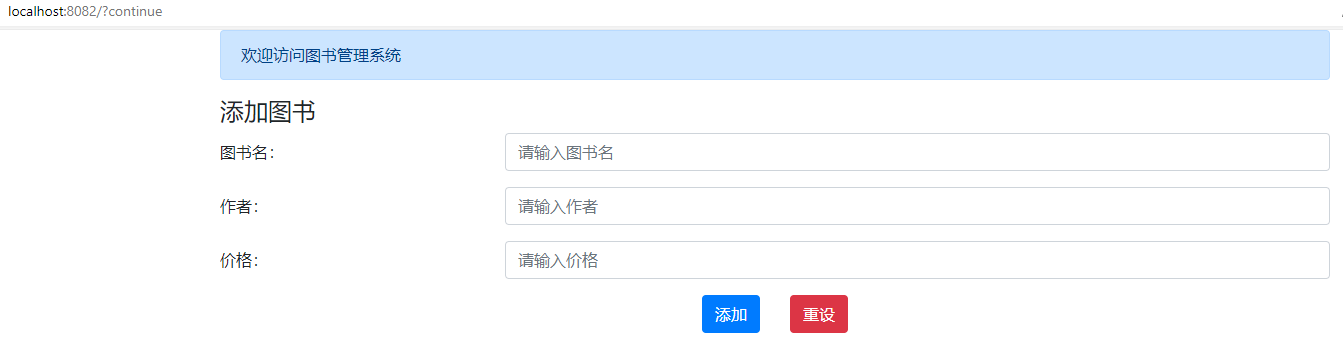 localhost:8082/?continue
欢迎访问图书管理系统
添加图书
图书名: 请输入图书名
作者: 请输入作者
价格: 请输入价格
添加 重设